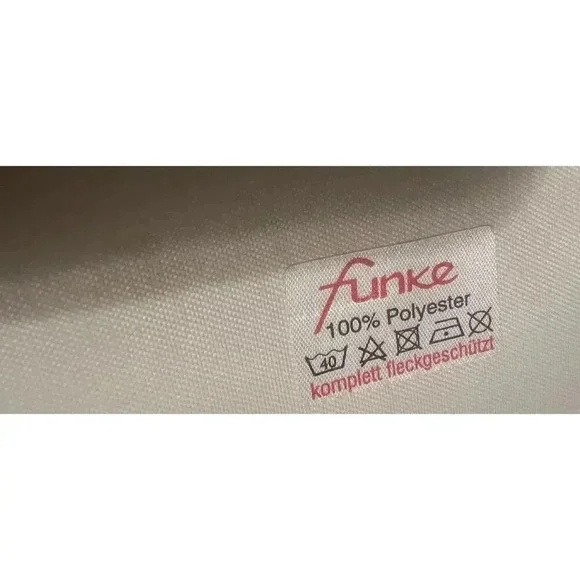 funke
100% Polyester
40
komplett fleckgeschützt